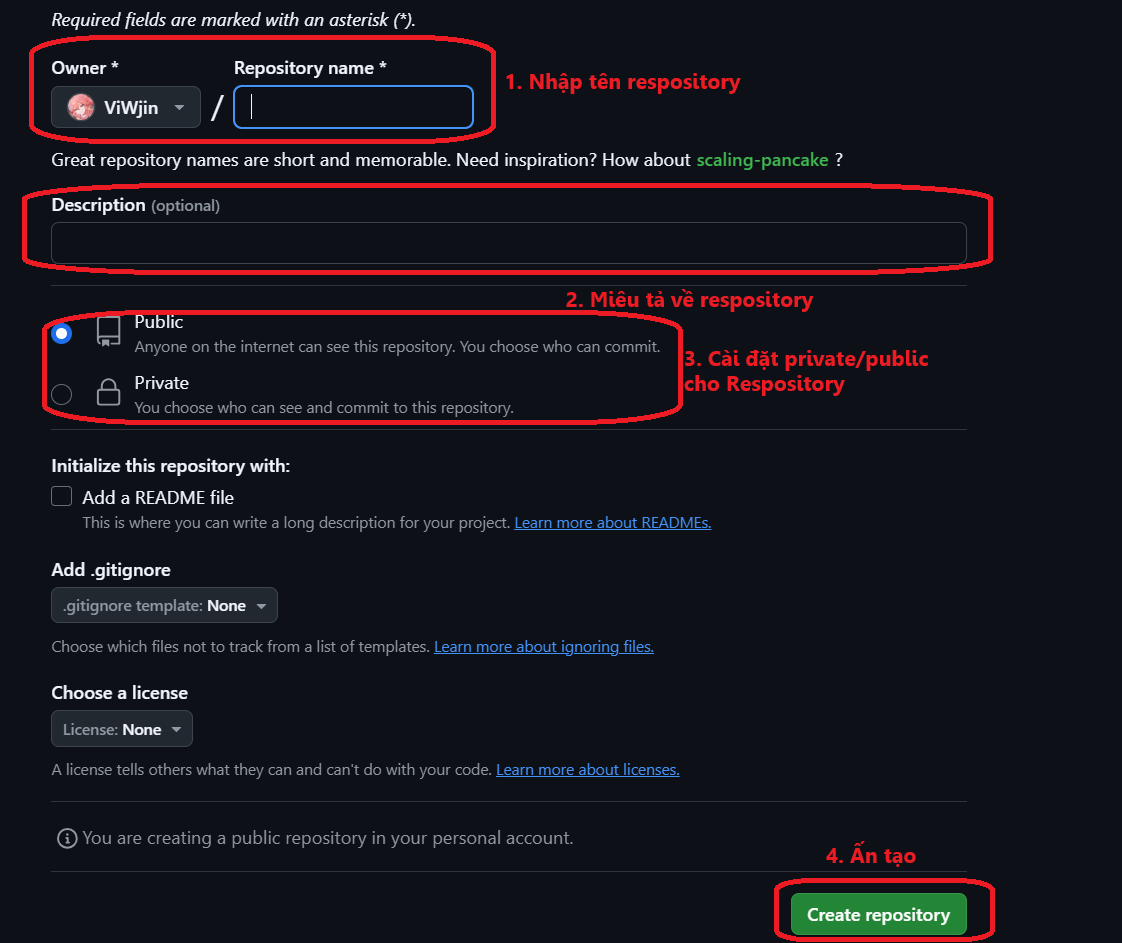 Required fields are marked with an asterisk (*).
Owner * Repository name *
1. Nhập tên respository
ViWjin /
Great repository names are short and memorable. Need inspiration? How about scaling-pancake ?
Description (optional)
2. Miêu tả về respository
Public
Anyone on the internet can see this repository. You choose who can commit.
3. Cài đặt private/public
cho Respository
Private
You choose who can see and commit to this repository.
Initialize this repository with:
Add a README file
This is where you can write a long description for your project. Learn more about READMEs.
Add .gitignore
.gitignore template: None
Choose which files not to track from a list of templates. Learn more about ignoring files.
Choose a license
License: None
A license tells others what they can and can't do with your code. Learn more about licenses.
You are creating a public repository in your personal account.
4. Ấn tạo
Create repository